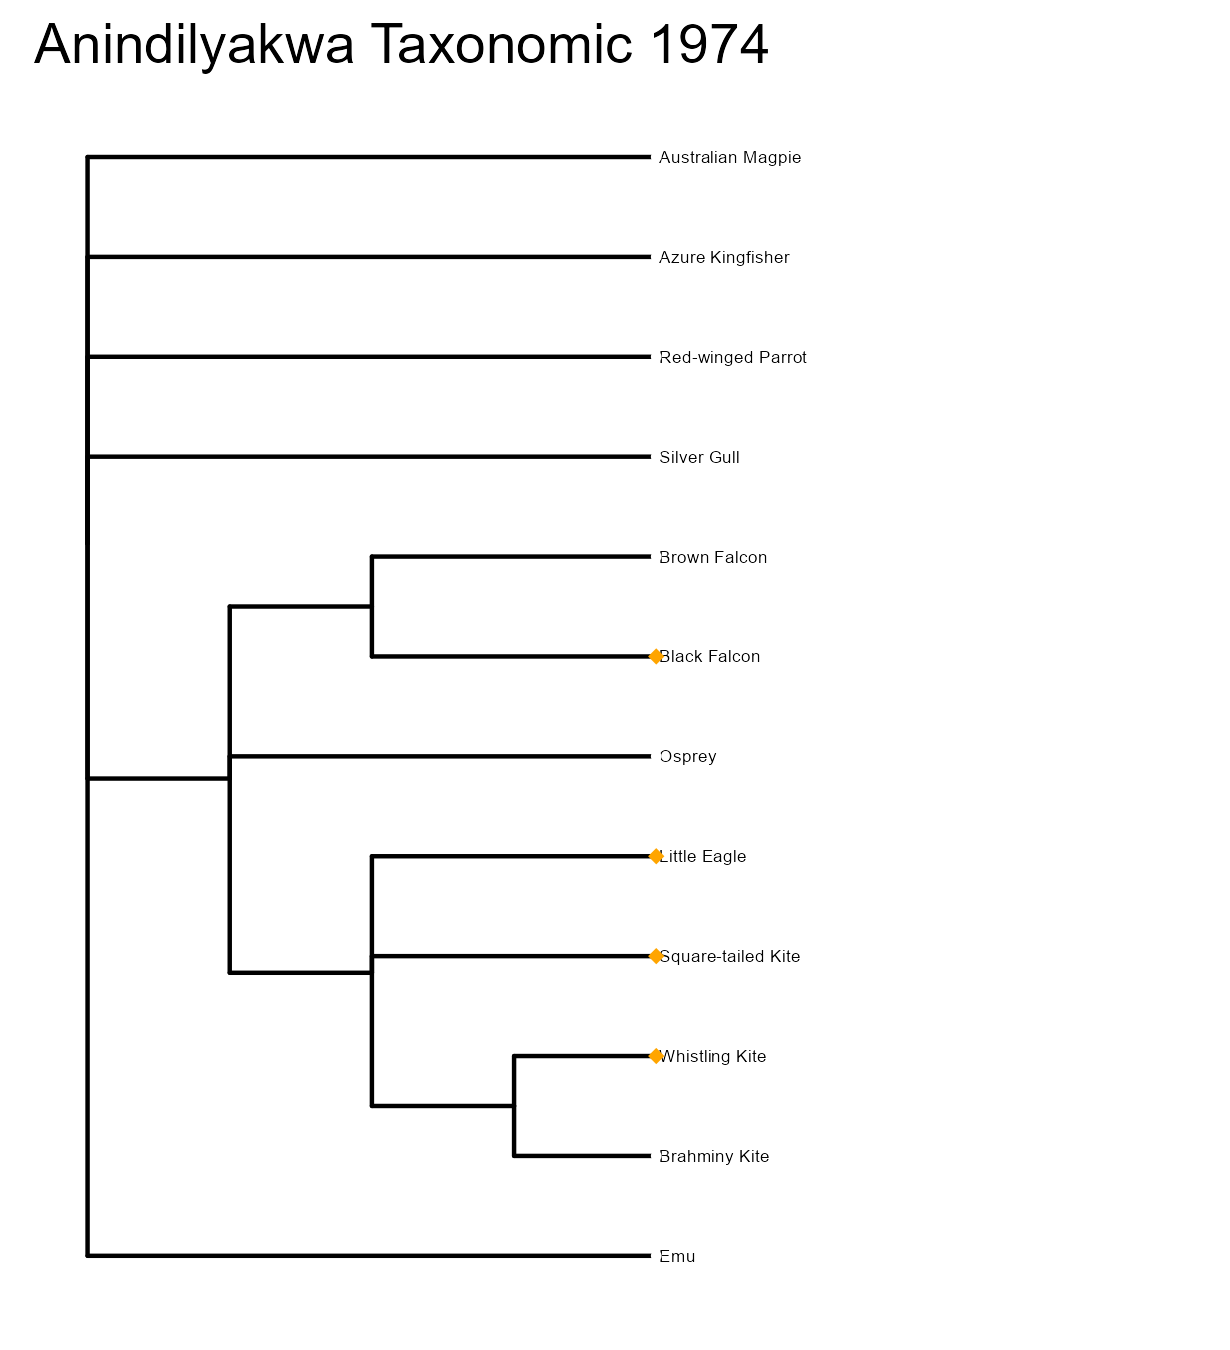 Anindilyakwa Taxonomic 1974
Australian Magpie
Azure Kingfisher
Red-winged Parrot
Silver Gull
Brown Falcon
Black Falcon
Osprey
Little Eagle
Square-tailed Kite
Whistling Kite
Brahminy Kite
Emu